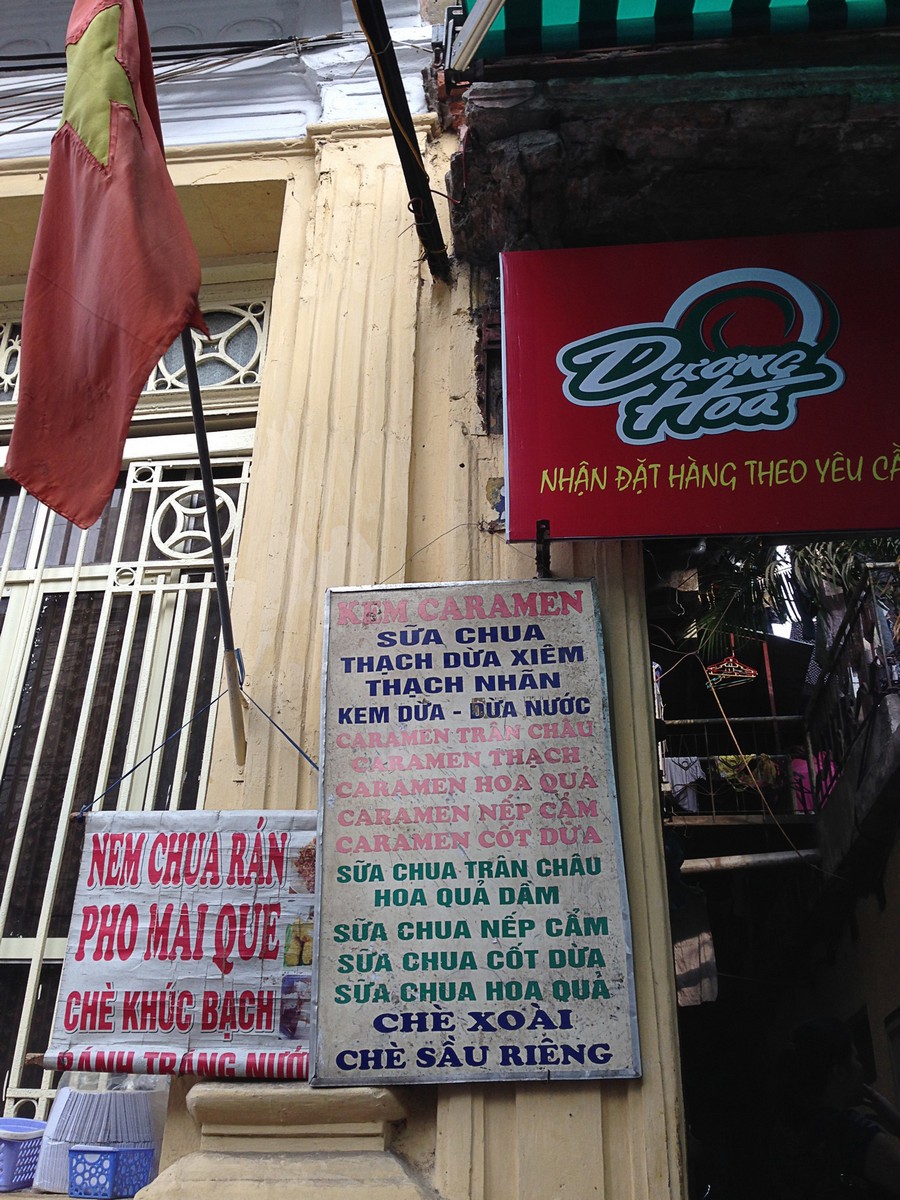 Dương
Hoá
NHẬN ĐẶT HÀNG THEO YÊU
KEM CARAMEN
SỮA CHUA
THẠCH DỪA XIÊM
THẠCH NHÃN
KEM DỪA - DỪA NƯỚC
CARAMEN TRÂN CHÂU
CARAMEN THẠCH
CARAMEN HOA QUẢ
CARAMEN NẾP CẨM
CARAMEN CỐT DỪA
SỮA CHUA TRÂN CHÂU
HOA QUẢ DẦM
SỮA CHUA NẾP CẨM
SỮA CHUA CỐT DỪA
SỮA CHUA HOA QUẢ
CHÈ XOÀI
CHÈ SẦU RIÊNG
NEM CHUA RÁN
PHO MAI QUE
CHÈ KHÚC BẠCH
BÁNH TRÁNG NƯỚ